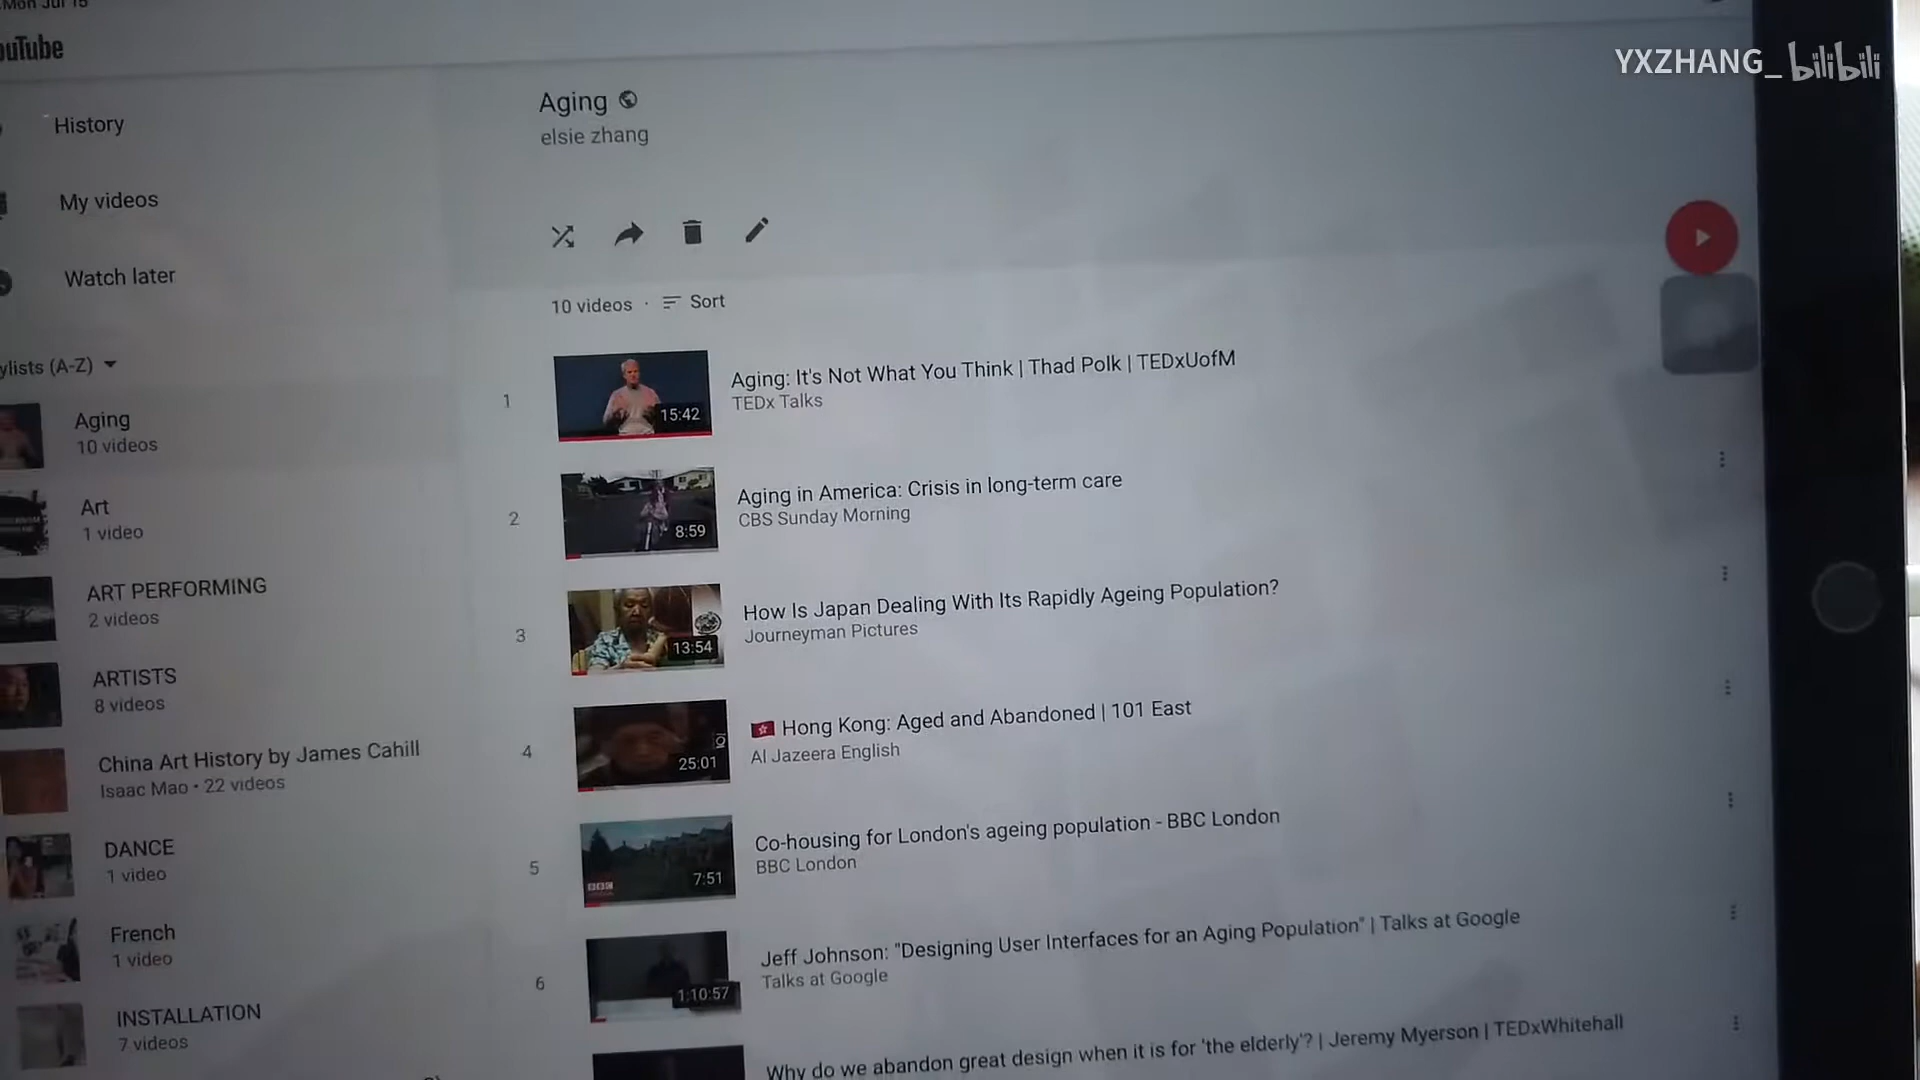 Mon Jul 15
ouTube
YXZHANG_ bilibili
History
My videos
Watch later
ylists (A-Z)
Aging
10 videos
Art
1 video
ART PERFORMING
2 videos
ARTISTS
8 videos
China Art History by James Cahill
Isaac Mao • 22 videos
DANCE
1 video
French
1 video
INSTALLATION
7 videos
Aging
elsie zhang
10 videos · Sort
1
15:42
Aging: It's Not What You Think | Thad Polk | TEDxUofM
TEDx Talks
2
8:59
Aging in America: Crisis in long-term care
CBS Sunday Morning
3
13:54
How Is Japan Dealing With Its Rapidly Ageing Population?
Journeyman Pictures
4
25:01
🇭🇰 Hong Kong: Aged and Abandoned | 101 East
Al Jazeera English
5
BBC
7:51
Co-housing for London's ageing population - BBC London
BBC London
6
1:10:57
Jeff Johnson: "Designing User Interfaces for an Aging Population" | Talks at Google
Talks at Google
Why do we abandon great design when it is for 'the elderly'? | Jeremy Myerson | TEDxWhitehall